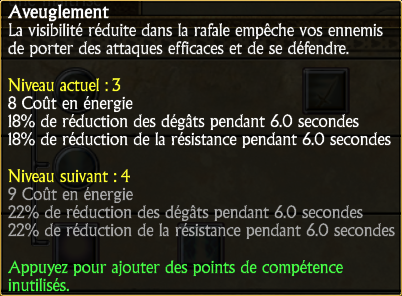 Aveuglement
La visibilité réduite dans la rafale empêche vos ennemis
de porter des attaques efficaces et de se défendre.
Niveau actuel : 3
8 Coût en énergie
18% de réduction des dégâts pendant 6.0 secondes
18% de réduction de la résistance pendant 6.0 secondes
Niveau suivant : 4
9 Coût en énergie
22% de réduction des dégâts pendant 6.0 secondes
22% de réduction de la résistance pendant 6.0 secondes
Appuyez pour ajouter des points de compétence
inutilisés.